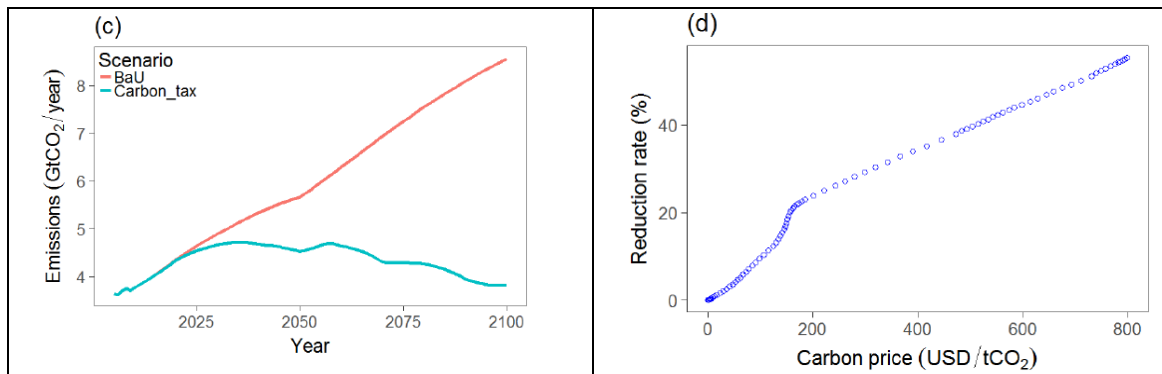 (c)
Emissions (GtCO₂/year)
Scenario
BaU
Carbon_tax
8
7
6
5
4
2025
2050
2075
2100
Year
(d)
Reduction rate (%)
40
20
0
0
200
400
600
800
Carbon price (USD/tCO₂)